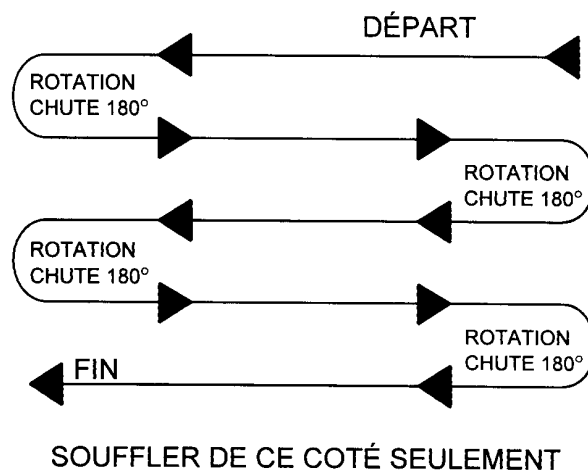 DÉPART
ROTATION
CHUTE 180°
ROTATION
CHUTE 180°
ROTATION
CHUTE 180°
ROTATION
CHUTE 180°
FIN
SOUFFLER DE CE COTÉ SEULEMENT